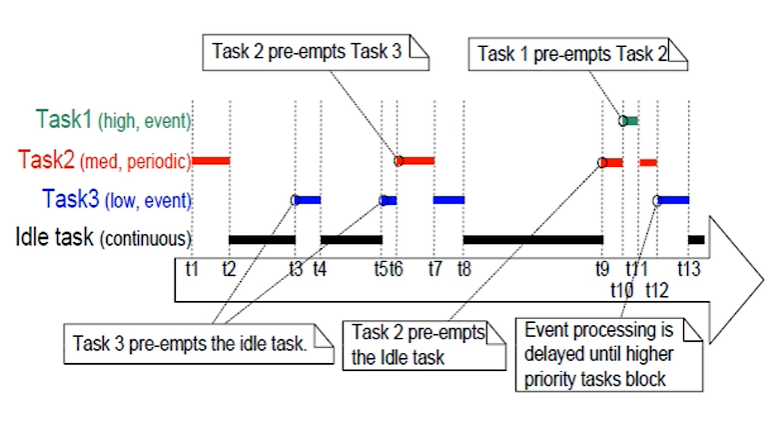 Task 2 pre-empts Task 3
Task 1 pre-empts Task 2
Task1 (high, event)
Task2 (med, periodic)
Task3 (low, event)
Idle task (continuous)
t1 t2 t3 t4 t5 t6 t7 t8 t9 t11 t13
t10 t12
Task 3 pre-empts the idle task.
Task 2 pre-empts
the Idle task
Event processing is
delayed until higher
priority tasks block